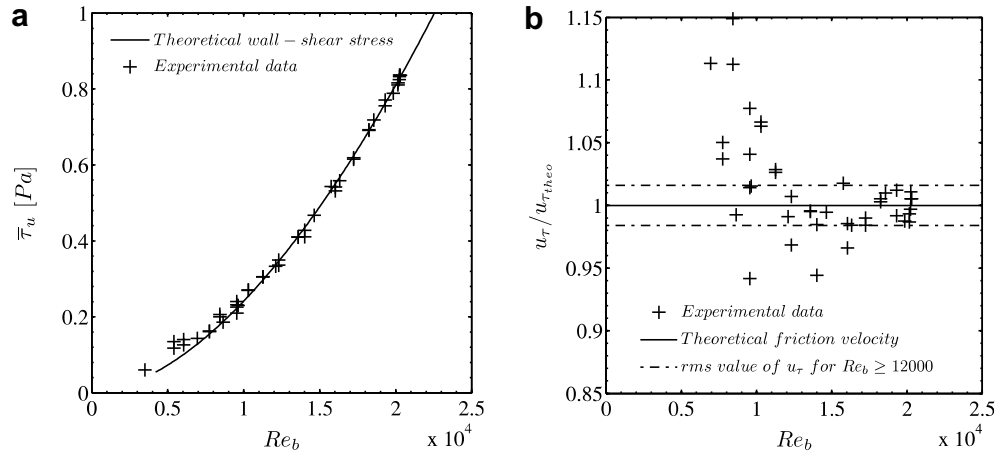 a
Theoretical wall − shear stress
Experimental data
1
0.8
0.6
0.4
0.2
0
τ̅u [Pa]
0 0.5 1 1.5 2 2.5
x 10^4
Reb
b
1.15
1.1
1.05
1
0.95
0.9
0.85
uτ/uτtheo
Experimental data
Theoretical friction velocity
rms value of uτ for Reb ≥ 12000
0 0.5 1 1.5 2 2.5
x 10^4
Reb